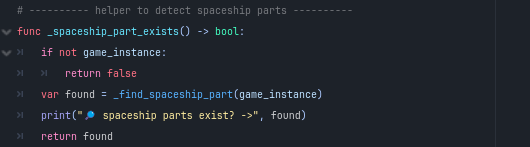 # ---------- helper to detect spaceship parts ----------
func _spaceship_part_exists() -> bool:
if not game_instance:
return false
var found = _find_spaceship_part(game_instance)
print("🔎 spaceship parts exist? ->", found)
return found